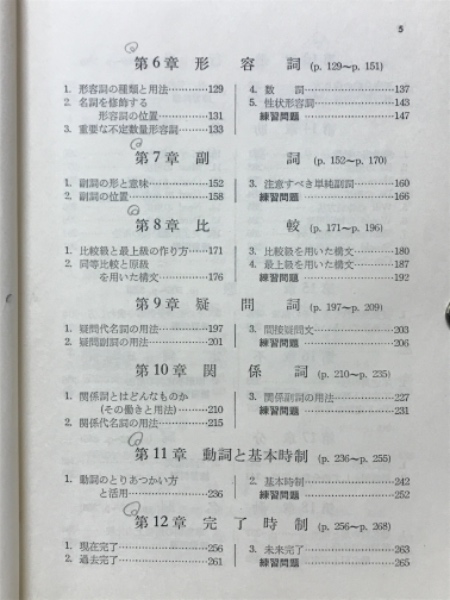 5
第6章 形容詞 (p. 129～p. 151)
1. 形容詞の種類と用法…………129
2. 名詞を修飾する
形容詞の位置……………131
3. 重要な不定数量形容詞………133
4. 数詞………………………137
5. 性状形容詞…………………143
練習問題……………………147
第7章 副詞 (p. 152～p. 170)
1. 副詞の形と意味………………152
2. 副詞の位置……………………158
3. 注意すべき単純副詞…………160
練習問題……………………166
第8章 比較 (p. 171～p. 196)
1. 比較級と最上級の作り方……171
2. 同等比較と原級
を用いた構文……………176
3. 比較級を用いた構文…………180
4. 最上級を用いた構文…………187
練習問題……………………192
第9章 疑問詞 (p. 197～p. 209)
1. 疑問代名詞の用法……………197
2. 疑問副詞の用法………………201
3. 間接疑問文……………………203
練習問題……………………206
第10章 関係詞 (p. 210～p. 235)
1. 関係詞とはどんなものか
(その働きと用法)…………210
2. 関係代名詞の用法……………215
3. 関係副詞の用法………………227
練習問題……………………231
第11章 動詞と基本時制 (p. 236～p. 255)
1. 動詞のとりあつかい方
と活用……………………236
2. 基本時制………………………242
練習問題……………………252
第12章 完了時制 (p. 256～p. 268)
1. 現在完了………………………256
2. 過去完了………………………261
3. 未来完了………………………263
練習問題……………………265